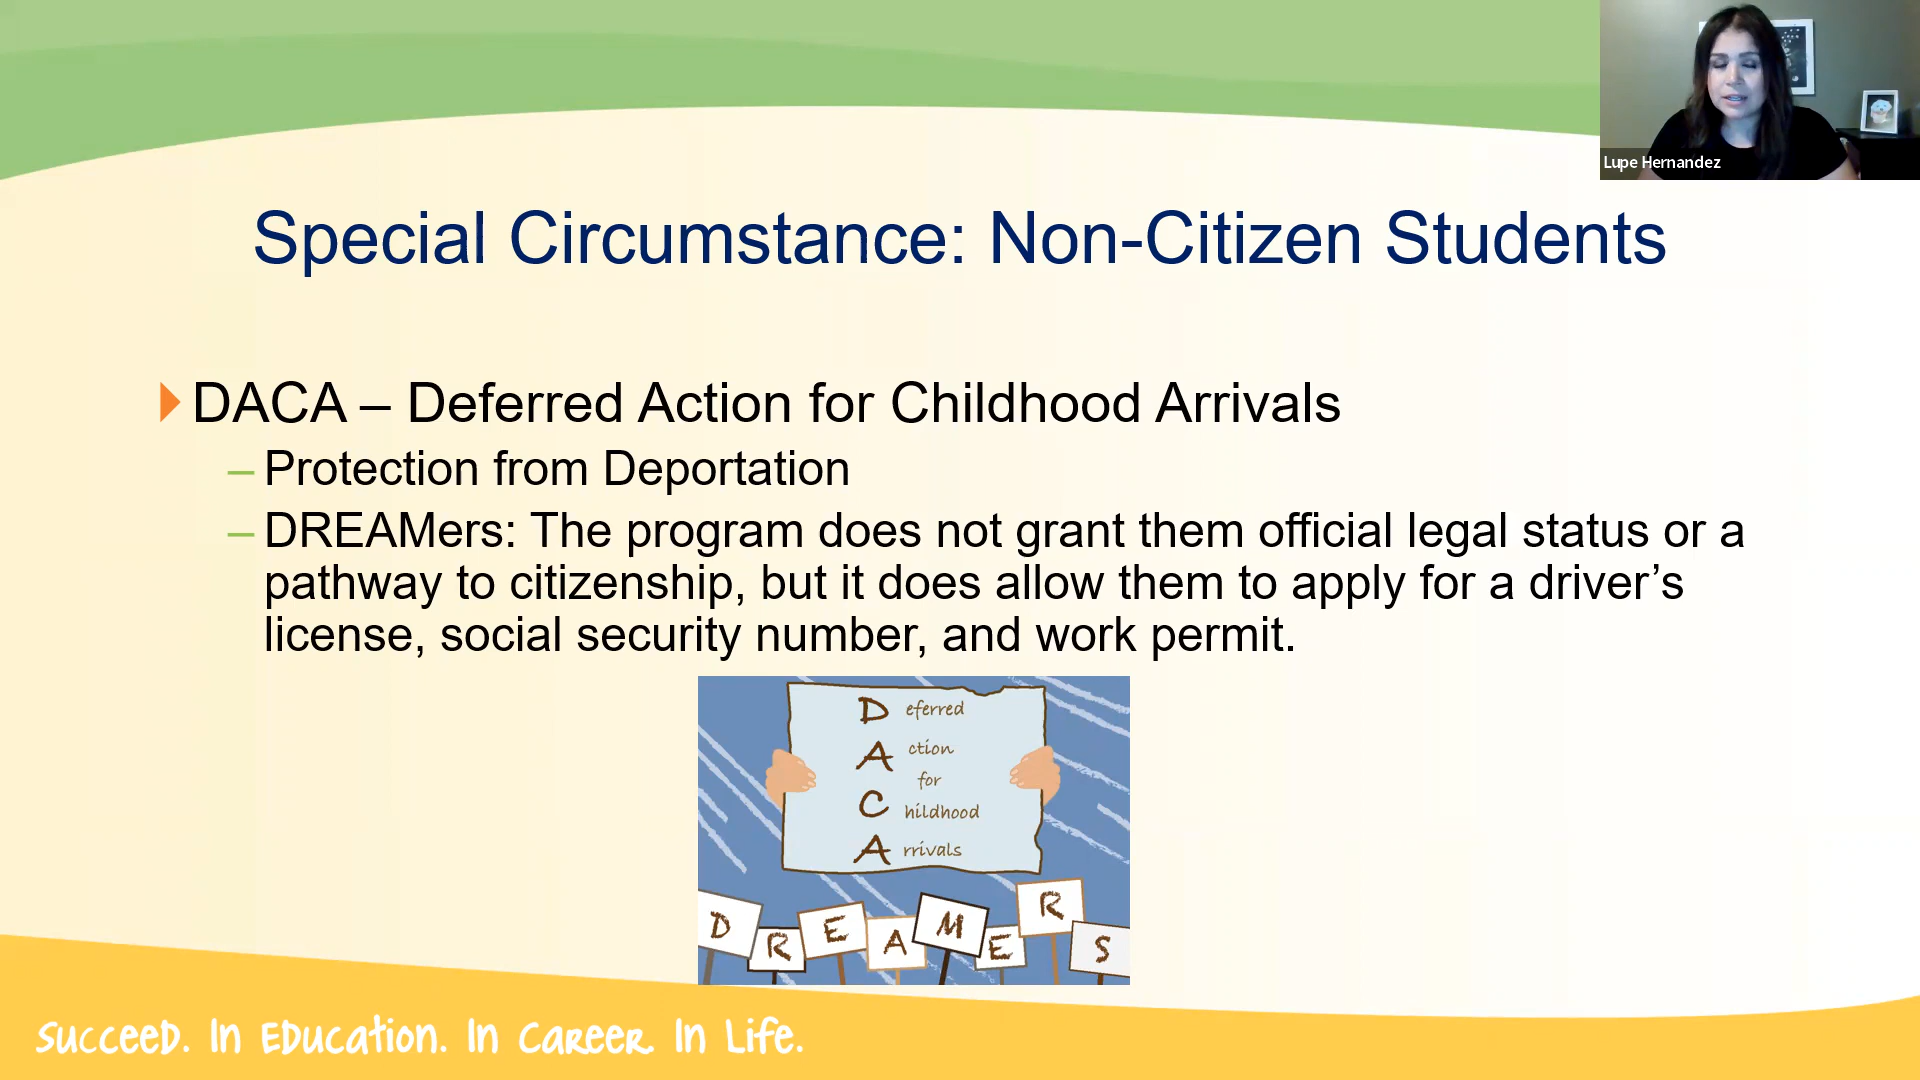 Lupe Hernandez
Special Circumstance: Non-Citizen Students
DACA – Deferred Action for Childhood Arrivals
– Protection from Deportation
– DREAMers: The program does not grant them official legal status or a
pathway to citizenship, but it does allow them to apply for a driver’s
license, social security number, and work permit.
Deferred
Action
for
Childhood
Arrivals
DREAMERS
Succeed. In Education. In Career. In Life.